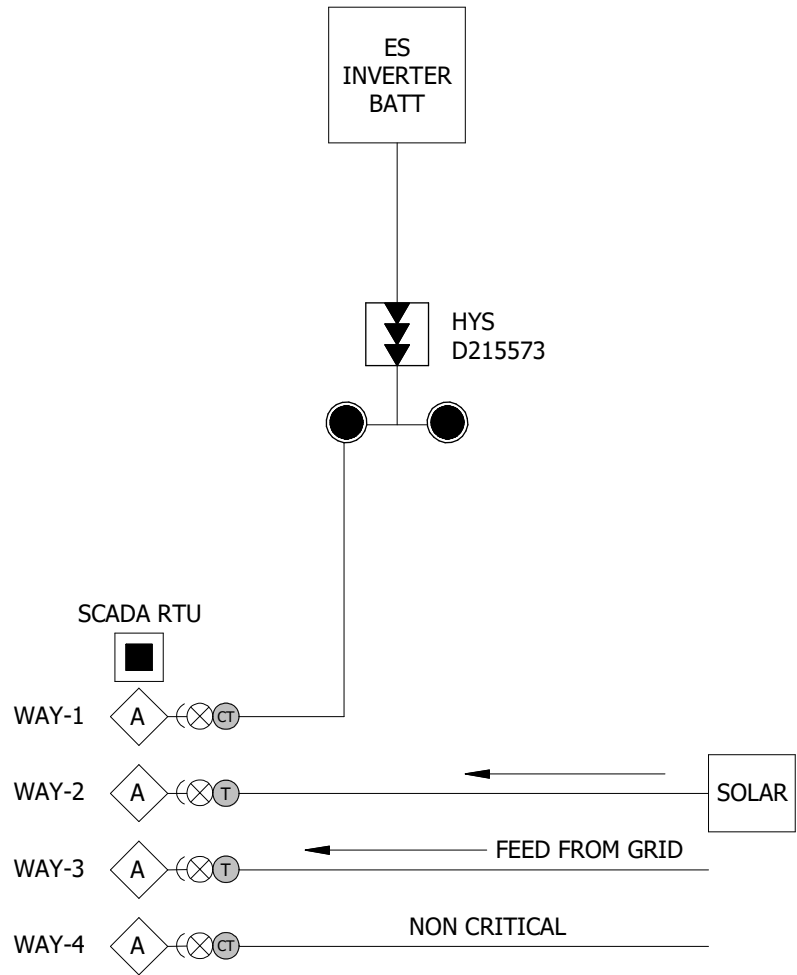 ES
INVERTER
BATT
HYS
D215573
SCADA RTU
WAY-1 A CT
WAY-2 A T SOLAR
WAY-3 A T FEED FROM GRID
WAY-4 A CT NON CRITICAL